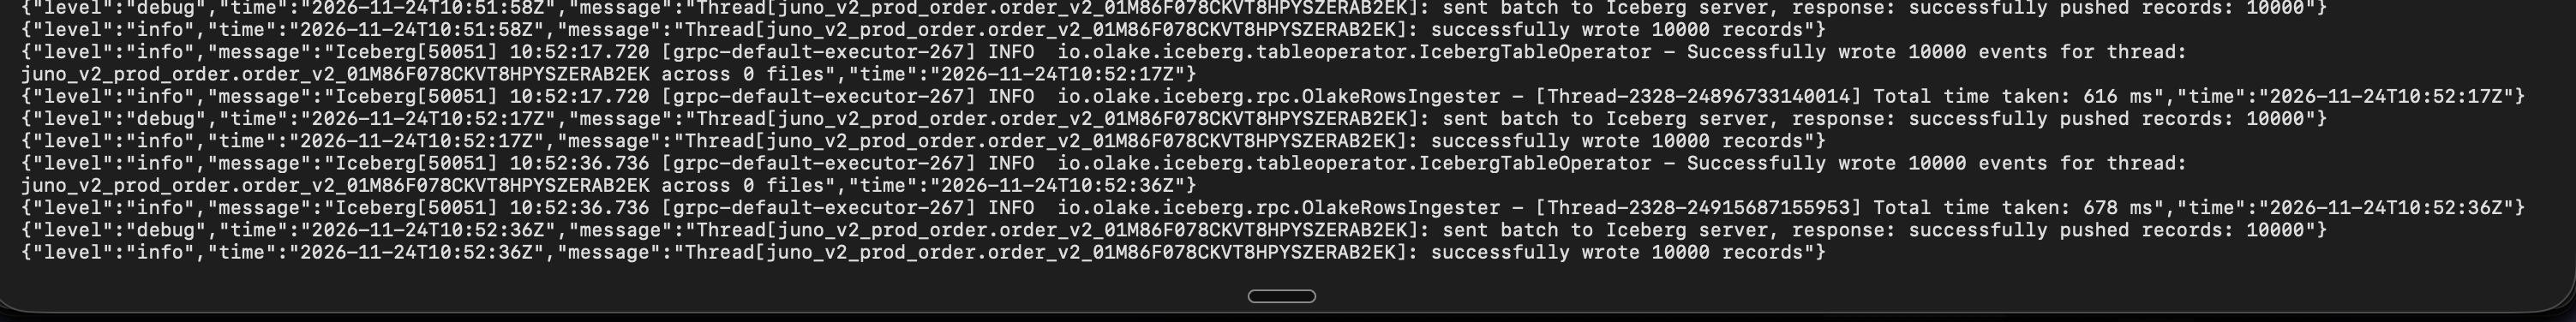 {"level":"debug","time":"2026-11-24T10:51:58Z","message":"Thread[juno_v2_prod_order.order_v2_01M86F078CKVT8HPYSZERAB2EK]: sent batch to Iceberg server, response: successfully pushed records: 10000"}
{"level":"info","time":"2026-11-24T10:51:58Z","message":"Thread[juno_v2_prod_order.order_v2_01M86F078CKVT8HPYSZERAB2EK]: successfully wrote 10000 records"}
{"level":"info","message":"Iceberg[50051] 10:52:17.720 [grpc-default-executor-267] INFO  io.olake.iceberg.tableoperator.IcebergTableOperator - Successfully wrote 10000 events for thread:
juno_v2_prod_order.order_v2_01M86F078CKVT8HPYSZERAB2EK across 0 files","time":"2026-11-24T10:52:17Z"}
{"level":"info","message":"Iceberg[50051] 10:52:17.720 [grpc-default-executor-267] INFO  io.olake.iceberg.rpc.OlakeRowsIngester - [Thread-2328-24896733140014] Total time taken: 616 ms","time":"2026-11-24T10:52:17Z"}
{"level":"debug","time":"2026-11-24T10:52:17Z","message":"Thread[juno_v2_prod_order.order_v2_01M86F078CKVT8HPYSZERAB2EK]: sent batch to Iceberg server, response: successfully pushed records: 10000"}
{"level":"info","time":"2026-11-24T10:52:17Z","message":"Thread[juno_v2_prod_order.order_v2_01M86F078CKVT8HPYSZERAB2EK]: successfully wrote 10000 records"}
{"level":"info","message":"Iceberg[50051] 10:52:36.736 [grpc-default-executor-267] INFO  io.olake.iceberg.tableoperator.IcebergTableOperator - Successfully wrote 10000 events for thread:
juno_v2_prod_order.order_v2_01M86F078CKVT8HPYSZERAB2EK across 0 files","time":"2026-11-24T10:52:36Z"}
{"level":"info","message":"Iceberg[50051] 10:52:36.736 [grpc-default-executor-267] INFO  io.olake.iceberg.rpc.OlakeRowsIngester - [Thread-2328-24915687155953] Total time taken: 678 ms","time":"2026-11-24T10:52:36Z"}
{"level":"debug","time":"2026-11-24T10:52:36Z","message":"Thread[juno_v2_prod_order.order_v2_01M86F078CKVT8HPYSZERAB2EK]: sent batch to Iceberg server, response: successfully pushed records: 10000"}
{"level":"info","time":"2026-11-24T10:52:36Z","message":"Thread[juno_v2_prod_order.order_v2_01M86F078CKVT8HPYSZERAB2EK]: successfully wrote 10000 records"}